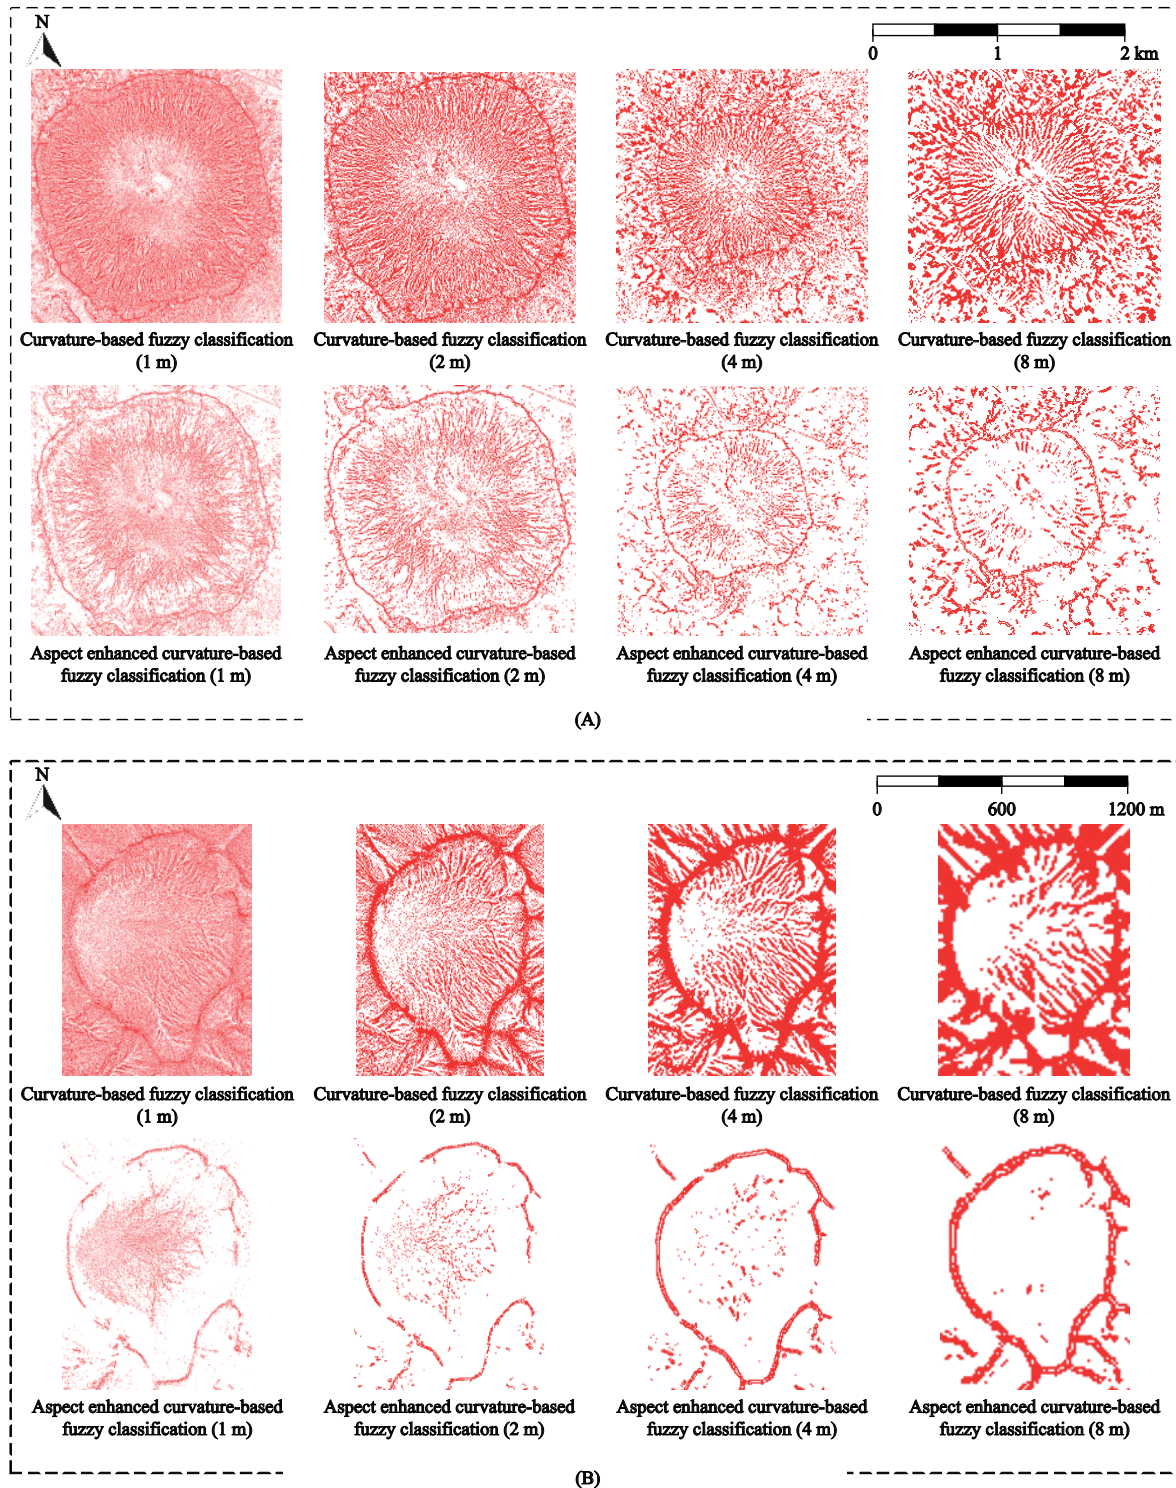 N
0 1 2 km
Curvature-based fuzzy classification
(1 m)
Curvature-based fuzzy classification
(2 m)
Curvature-based fuzzy classification
(4 m)
Curvature-based fuzzy classification
(8 m)
Aspect enhanced curvature-based
fuzzy classification (1 m)
Aspect enhanced curvature-based
fuzzy classification (2 m)
Aspect enhanced curvature-based
fuzzy classification (4 m)
Aspect enhanced curvature-based
fuzzy classification (8 m)
(A)
N
0 600 1200 m
Curvature-based fuzzy classification
(1 m)
Curvature-based fuzzy classification
(2 m)
Curvature-based fuzzy classification
(4 m)
Curvature-based fuzzy classification
(8 m)
Aspect enhanced curvature-based
fuzzy classification (1 m)
Aspect enhanced curvature-based
fuzzy classification (2 m)
Aspect enhanced curvature-based
fuzzy classification (4 m)
Aspect enhanced curvature-based
fuzzy classification (8 m)
(B)